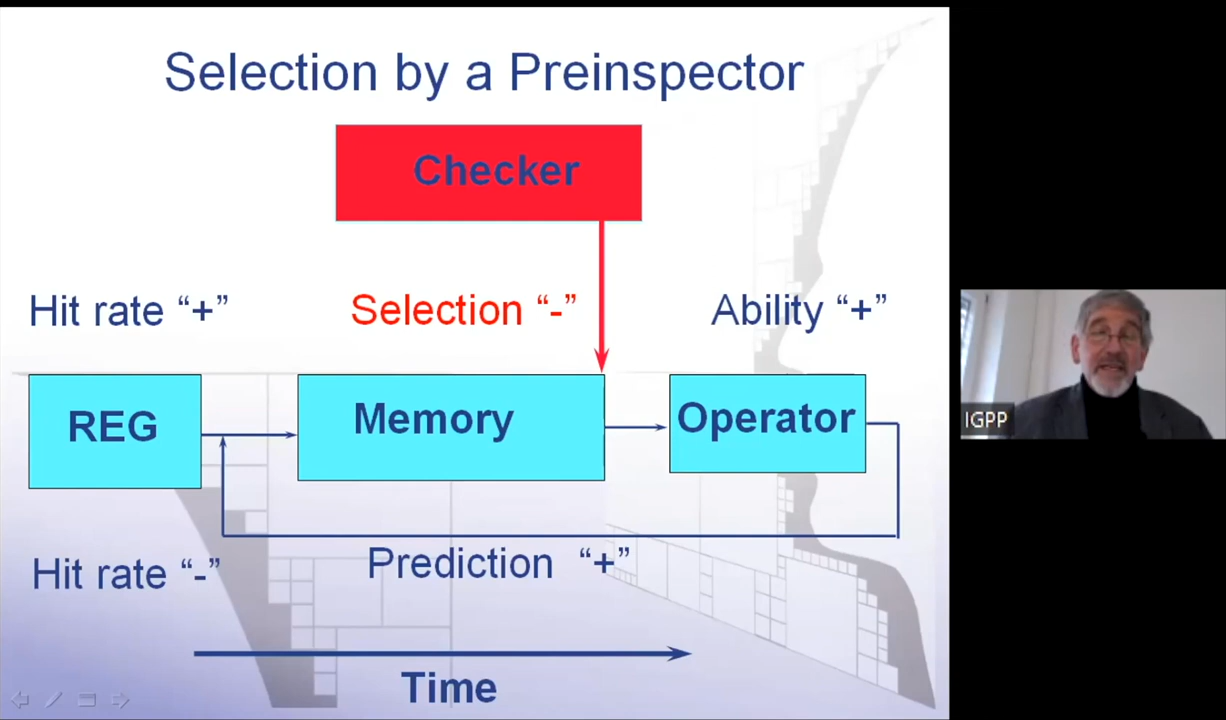 Selection by a Preinspector
Checker
Hit rate “+”
Selection “-”
Ability “+”
REG
Memory
Operator
Hit rate “-”
Prediction “+”
Time
IGPP